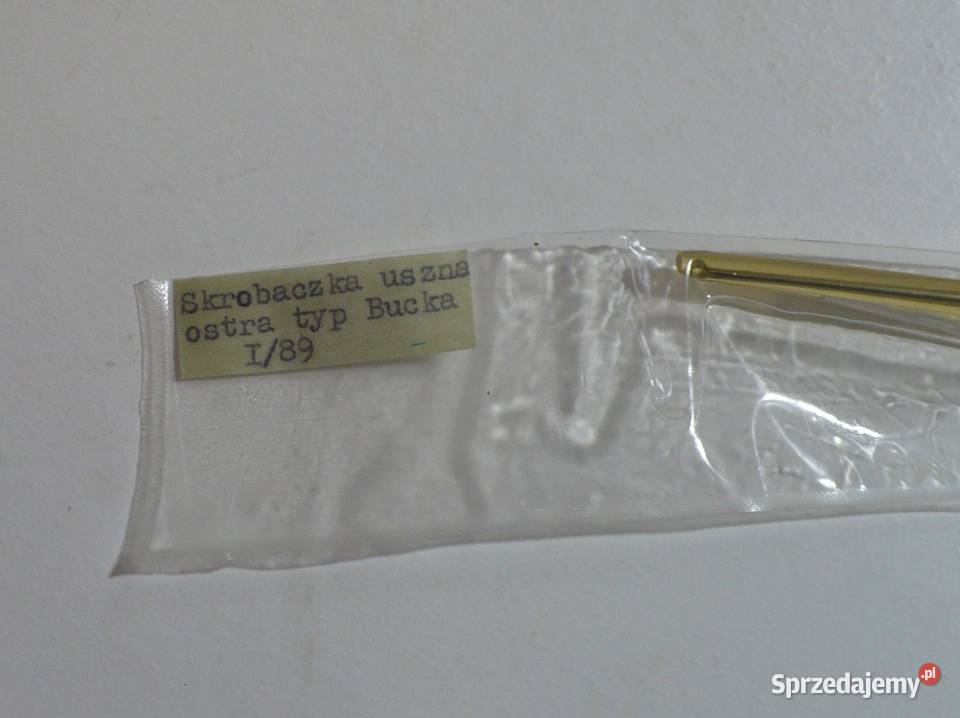 Skrobaczka uszna
ostra typ Bucka
I/89
Sprzedajemy.pl